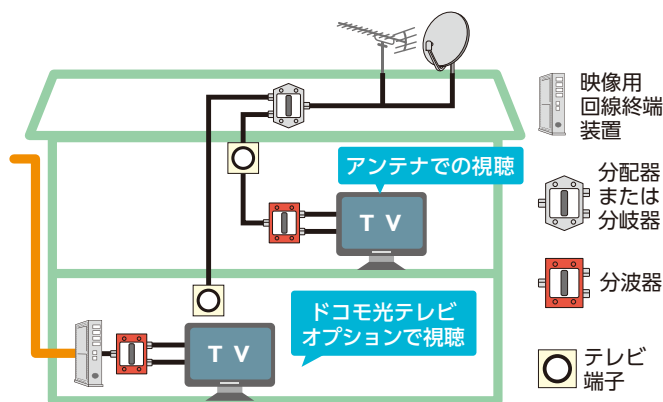 アンテナでの視聴
TV
ドコモ光テレビ
オプションで視聴
TV
映像用
回線終端
装置
分配器
または
分岐器
分波器
テレビ
端子